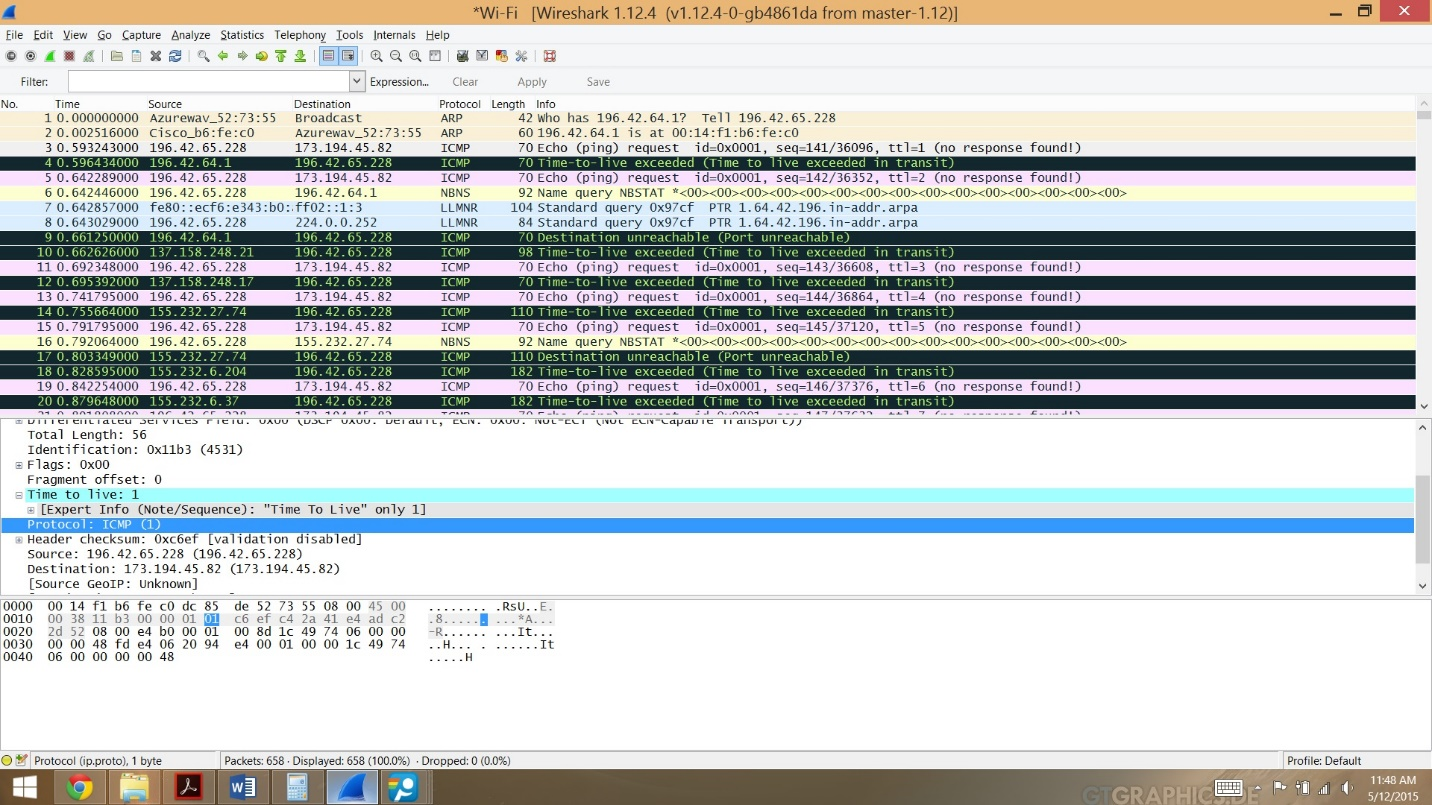 *Wi-Fi [Wireshark 1.12.4 (v1.12.4-0-gb4861da from master-1.12)]
File Edit View Go Capture Analyze Statistics Telephony Tools Internals Help
Filter: Expression... Clear Apply Save
No. Time Source Destination Protocol Length Info
1 0.000000000 Azurewav_52:73:55 Broadcast ARP 42 Who has 196.42.64.1? Tell 196.42.65.228
2 0.002516000 Cisco_b6:fe:c0 Azurewav_52:73:55 ARP 60 196.42.64.1 is at 00:14:f1:b6:fe:c0
3 0.593243000 196.42.65.228 173.194.45.82 ICMP 70 Echo (ping) request id=0x0001, seq=141/36096, ttl=1 (no response found!)
4 0.596434000 196.42.64.1 196.42.65.228 ICMP 70 Time-to-live exceeded (Time to live exceeded in transit)
5 0.642289000 196.42.65.228 173.194.45.82 ICMP 70 Echo (ping) request id=0x0001, seq=142/36352, ttl=2 (no response found!)
6 0.642446000 196.42.65.228 196.42.64.1 NBNS 92 Name query NBSTAT *<00><00><00><00><00><00><00><00><00><00><00><00><00><00><00>
7 0.642857000 fe80::ecf6:e343:b0: ff02::1:3 LLMNR 104 Standard query 0x97cf PTR 1.64.42.196.in-addr.arpa
8 0.643029000 196.42.65.228 224.0.0.252 LLMNR 84 Standard query 0x97cf PTR 1.64.42.196.in-addr.arpa
9 0.661250000 196.42.64.1 196.42.65.228 ICMP 70 Destination unreachable (Port unreachable)
10 0.662626000 137.158.248.21 196.42.65.228 ICMP 98 Time-to-live exceeded (Time to live exceeded in transit)
11 0.692348000 196.42.65.228 173.194.45.82 ICMP 70 Echo (ping) request id=0x0001, seq=143/36608, ttl=3 (no response found!)
12 0.695392000 137.158.248.17 196.42.65.228 ICMP 70 Time-to-live exceeded (Time to live exceeded in transit)
13 0.741795000 196.42.65.228 173.194.45.82 ICMP 70 Echo (ping) request id=0x0001, seq=144/36864, ttl=4 (no response found!)
14 0.755664000 155.232.27.74 196.42.65.228 ICMP 110 Time-to-live exceeded (Time to live exceeded in transit)
15 0.791795000 196.42.65.228 173.194.45.82 ICMP 70 Echo (ping) request id=0x0001, seq=145/37120, ttl=5 (no response found!)
16 0.792064000 196.42.65.228 155.232.27.74 NBNS 92 Name query NBSTAT *<00><00><00><00><00><00><00><00><00><00><00><00><00><00><00>
17 0.803349000 155.232.27.74 196.42.65.228 ICMP 110 Destination unreachable (Port unreachable)
18 0.828595000 155.232.6.204 196.42.65.228 ICMP 182 Time-to-live exceeded (Time to live exceeded in transit)
19 0.842254000 196.42.65.228 173.194.45.82 ICMP 70 Echo (ping) request id=0x0001, seq=146/37376, ttl=6 (no response found!)
20 0.879648000 155.232.6.37 196.42.65.228 ICMP 182 Time-to-live exceeded (Time to live exceeded in transit)
Differentiated Services Field: 0x00 (DSCP 0x00: Default; ECN: 0x00: Not-ECT (Not ECN-Capable Transport))
Total Length: 56
Identification: 0x11b3 (4531)
Flags: 0x00
Fragment offset: 0
Time to live: 1
[Expert Info (Note/Sequence): "Time To Live" only 1]
Protocol: ICMP (1)
Header checksum: 0xc6ef [validation disabled]
Source: 196.42.65.228 (196.42.65.228)
Destination: 173.194.45.82 (173.194.45.82)
[Source GeoIP: Unknown]
0000 00 14 f1 b6 fe c0 dc 85 de 52 73 55 08 00 45 00 ........ .RsU..E.
0010 00 38 11 b3 00 00 01 01 c6 ef c4 2a 41 e4 ad c2 .8...... ...*A...
0020 2d 52 08 00 e4 b0 00 01 00 8d 1c 49 74 06 00 00 -R...... ...It...
0030 00 00 48 fd e4 06 20 94 e4 00 01 00 00 1c 49 74 ..H... . ......It
0040 06 00 00 00 00 48 .....H
Protocol (ip.proto), 1 byte Packets: 658 · Displayed: 658 (100.0%) · Dropped: 0 (0.0%) Profile: Default
GTGRAPHICS.DE
11:48 AM
5/12/2015